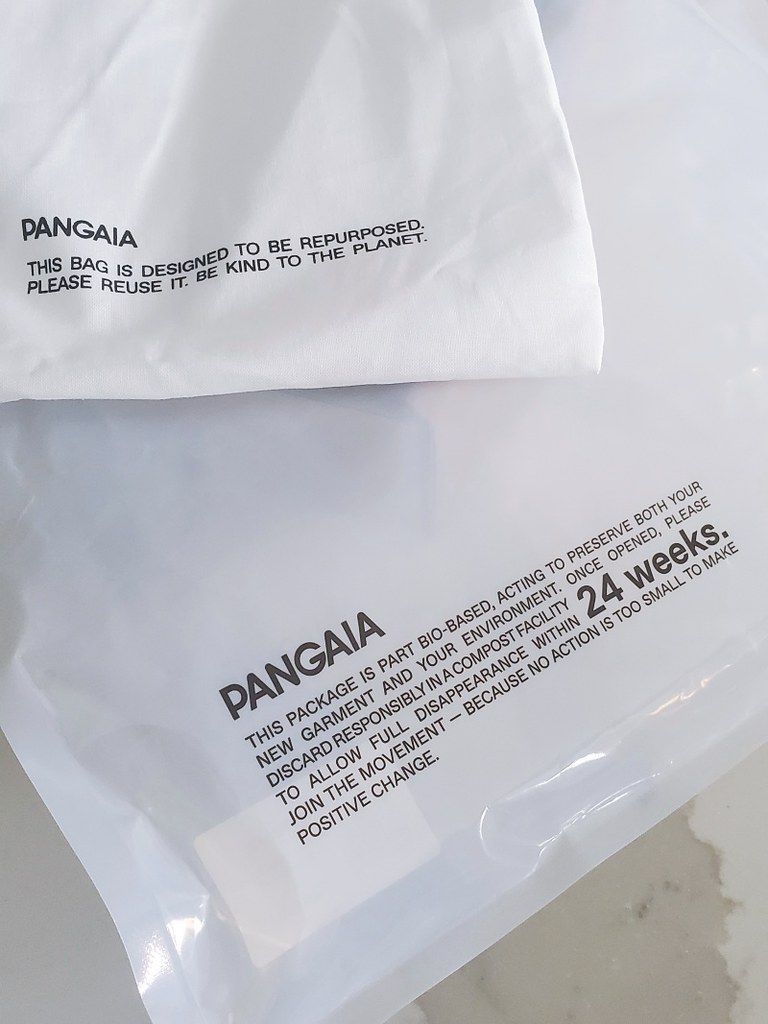 PANGAIA
THIS BAG IS DESIGNED TO BE REPURPOSED.
PLEASE REUSE IT. BE KIND TO THE PLANET.
PANGAIA
THIS PACKAGE IS PART BIO-BASED, ACTING TO PRESERVE BOTH YOUR
NEW GARMENT AND YOUR ENVIRONMENT. ONCE OPENED, PLEASE
DISCARD RESPONSIBLY IN A COMPOST FACILITY 24 weeks.
TO ALLOW FULL DISAPPEARANCE WITHIN
JOIN THE MOVEMENT — BECAUSE NO ACTION IS TOO SMALL TO MAKE
POSITIVE CHANGE.